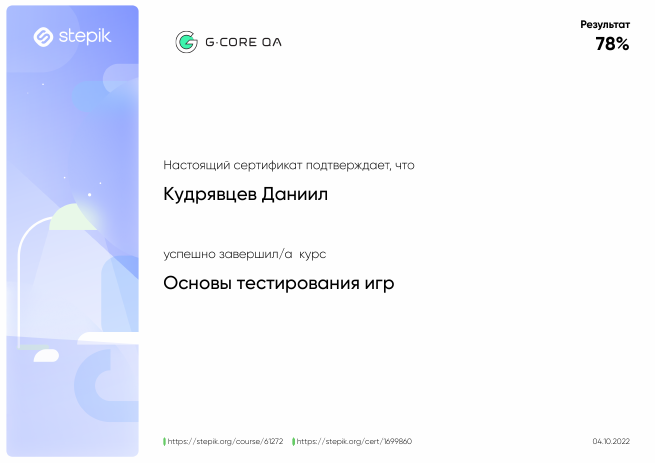 stepik
G·CORE QA
Результат
78%
Настоящий сертификат подтверждает, что
Кудрявцев Даниил
успешно завершил/а курс
Основы тестирования игр
https://stepik.org/course/61272 https://stepik.org/cert/1699860
04.10.2022